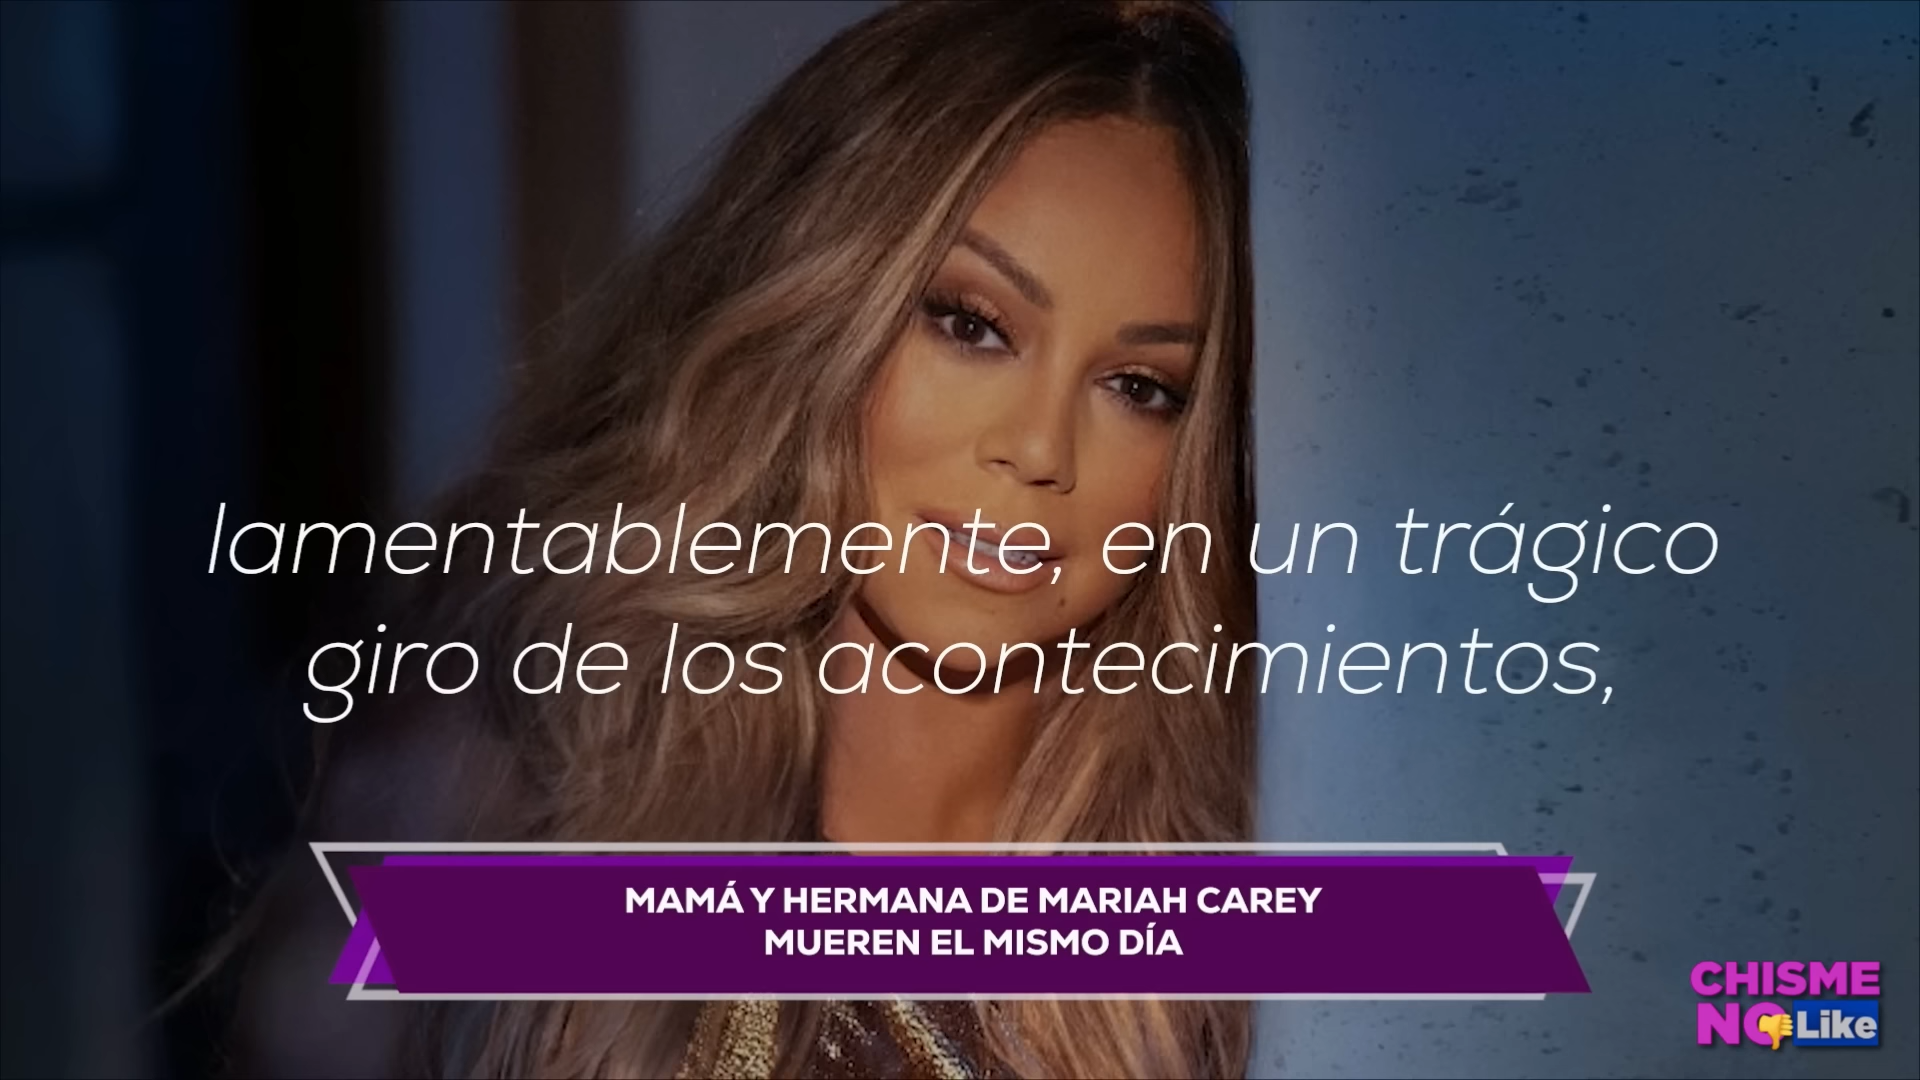 lamentablemente, en un trágico
giro de los acontecimientos,
MAMÁ Y HERMANA DE MARIAH CAREY
MUEREN EL MISMO DÍA
CHISME
NO Like